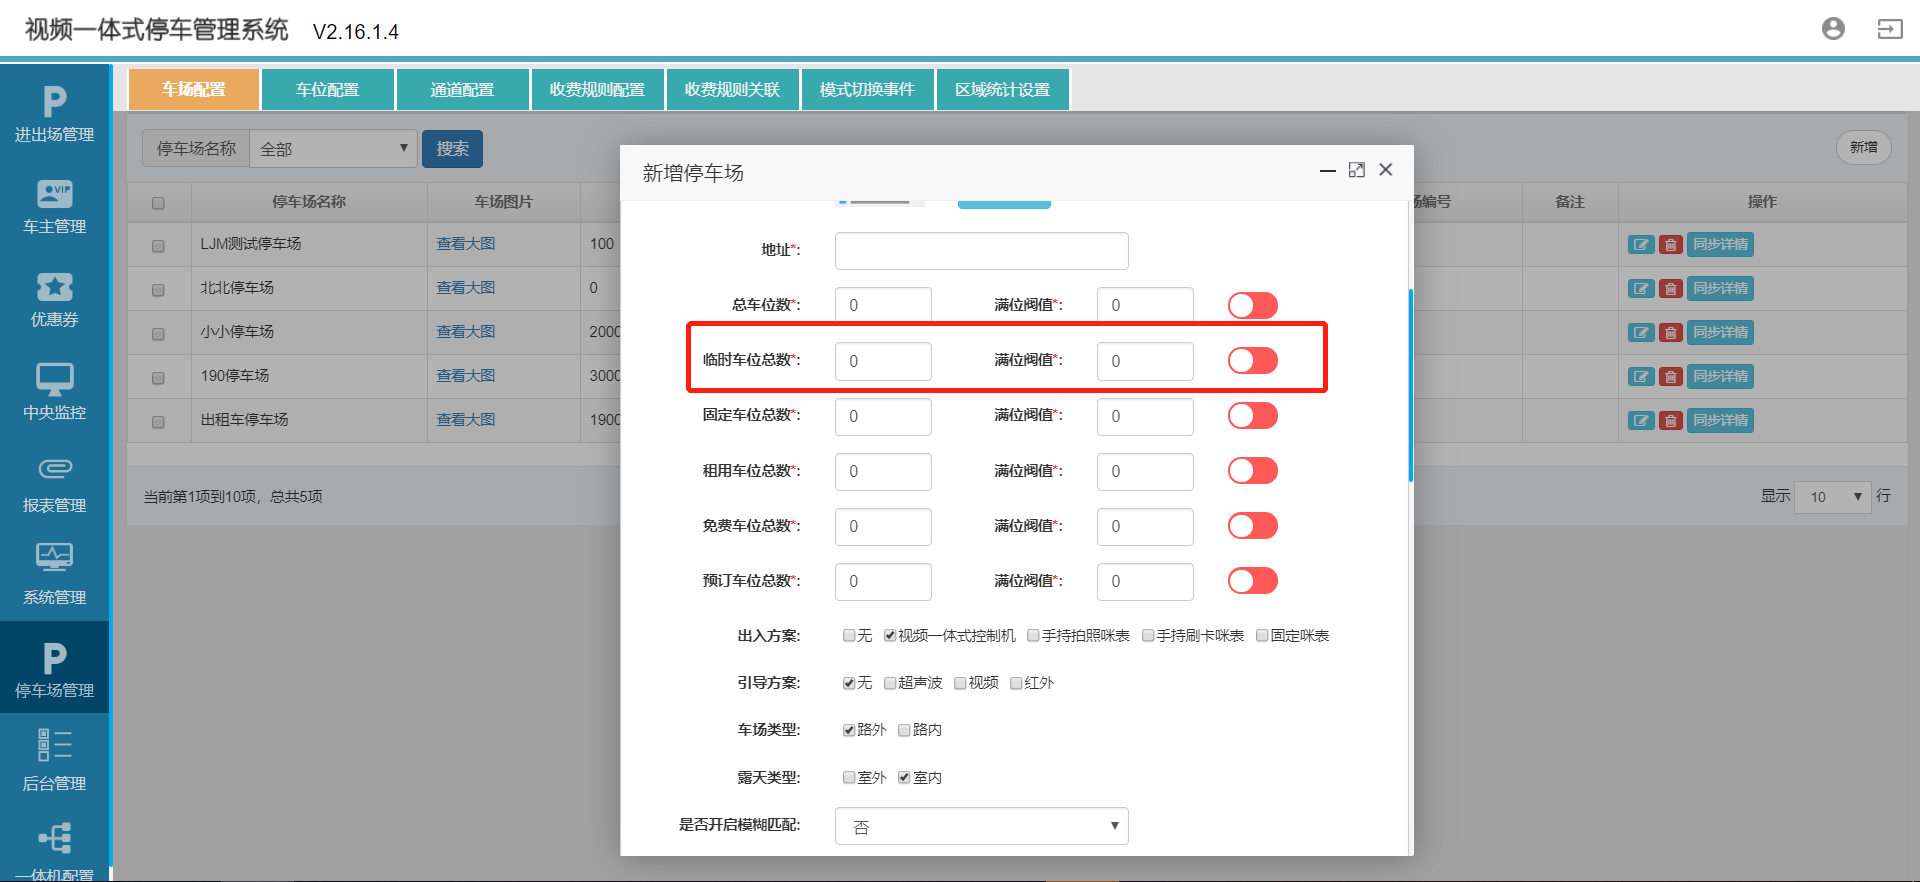 视频一体式停车管理系统 V2.16.1.4
车场配置 车位配置 通道配置 收费规则配置 收费规则关联 模式切换事件 区域统计设置
进出场管理
车主管理
优惠券
中央监控
报表管理
系统管理
停车场管理
后台管理
一体机配置
停车场名称 全部 搜索 新增
停车场名称 车场图片 场编号 备注 操作
LJM测试停车场 查看大图 100 同步详情
北北停车场 查看大图 0 同步详情
小小停车场 查看大图 2000 同步详情
190停车场 查看大图 3000 同步详情
出租车停车场 查看大图 1900 同步详情
当前第1项到10项，总共5项 显示 10 行
新增停车场
地址*:
总车位数*: 0 满位阀值*: 0
临时车位总数*: 0 满位阀值*: 0
固定车位总数*: 0 满位阀值*: 0
租用车位总数*: 0 满位阀值*: 0
免费车位总数*: 0 满位阀值*: 0
预订车位总数*: 0 满位阀值*: 0
出入方案: 无 视频一体式控制机 手持拍照咪表 手持刷卡咪表 固定咪表
引导方案: 无 超声波 视频 红外
车场类型: 路外 路内
露天类型: 室外 室内
是否开启模糊匹配: 否